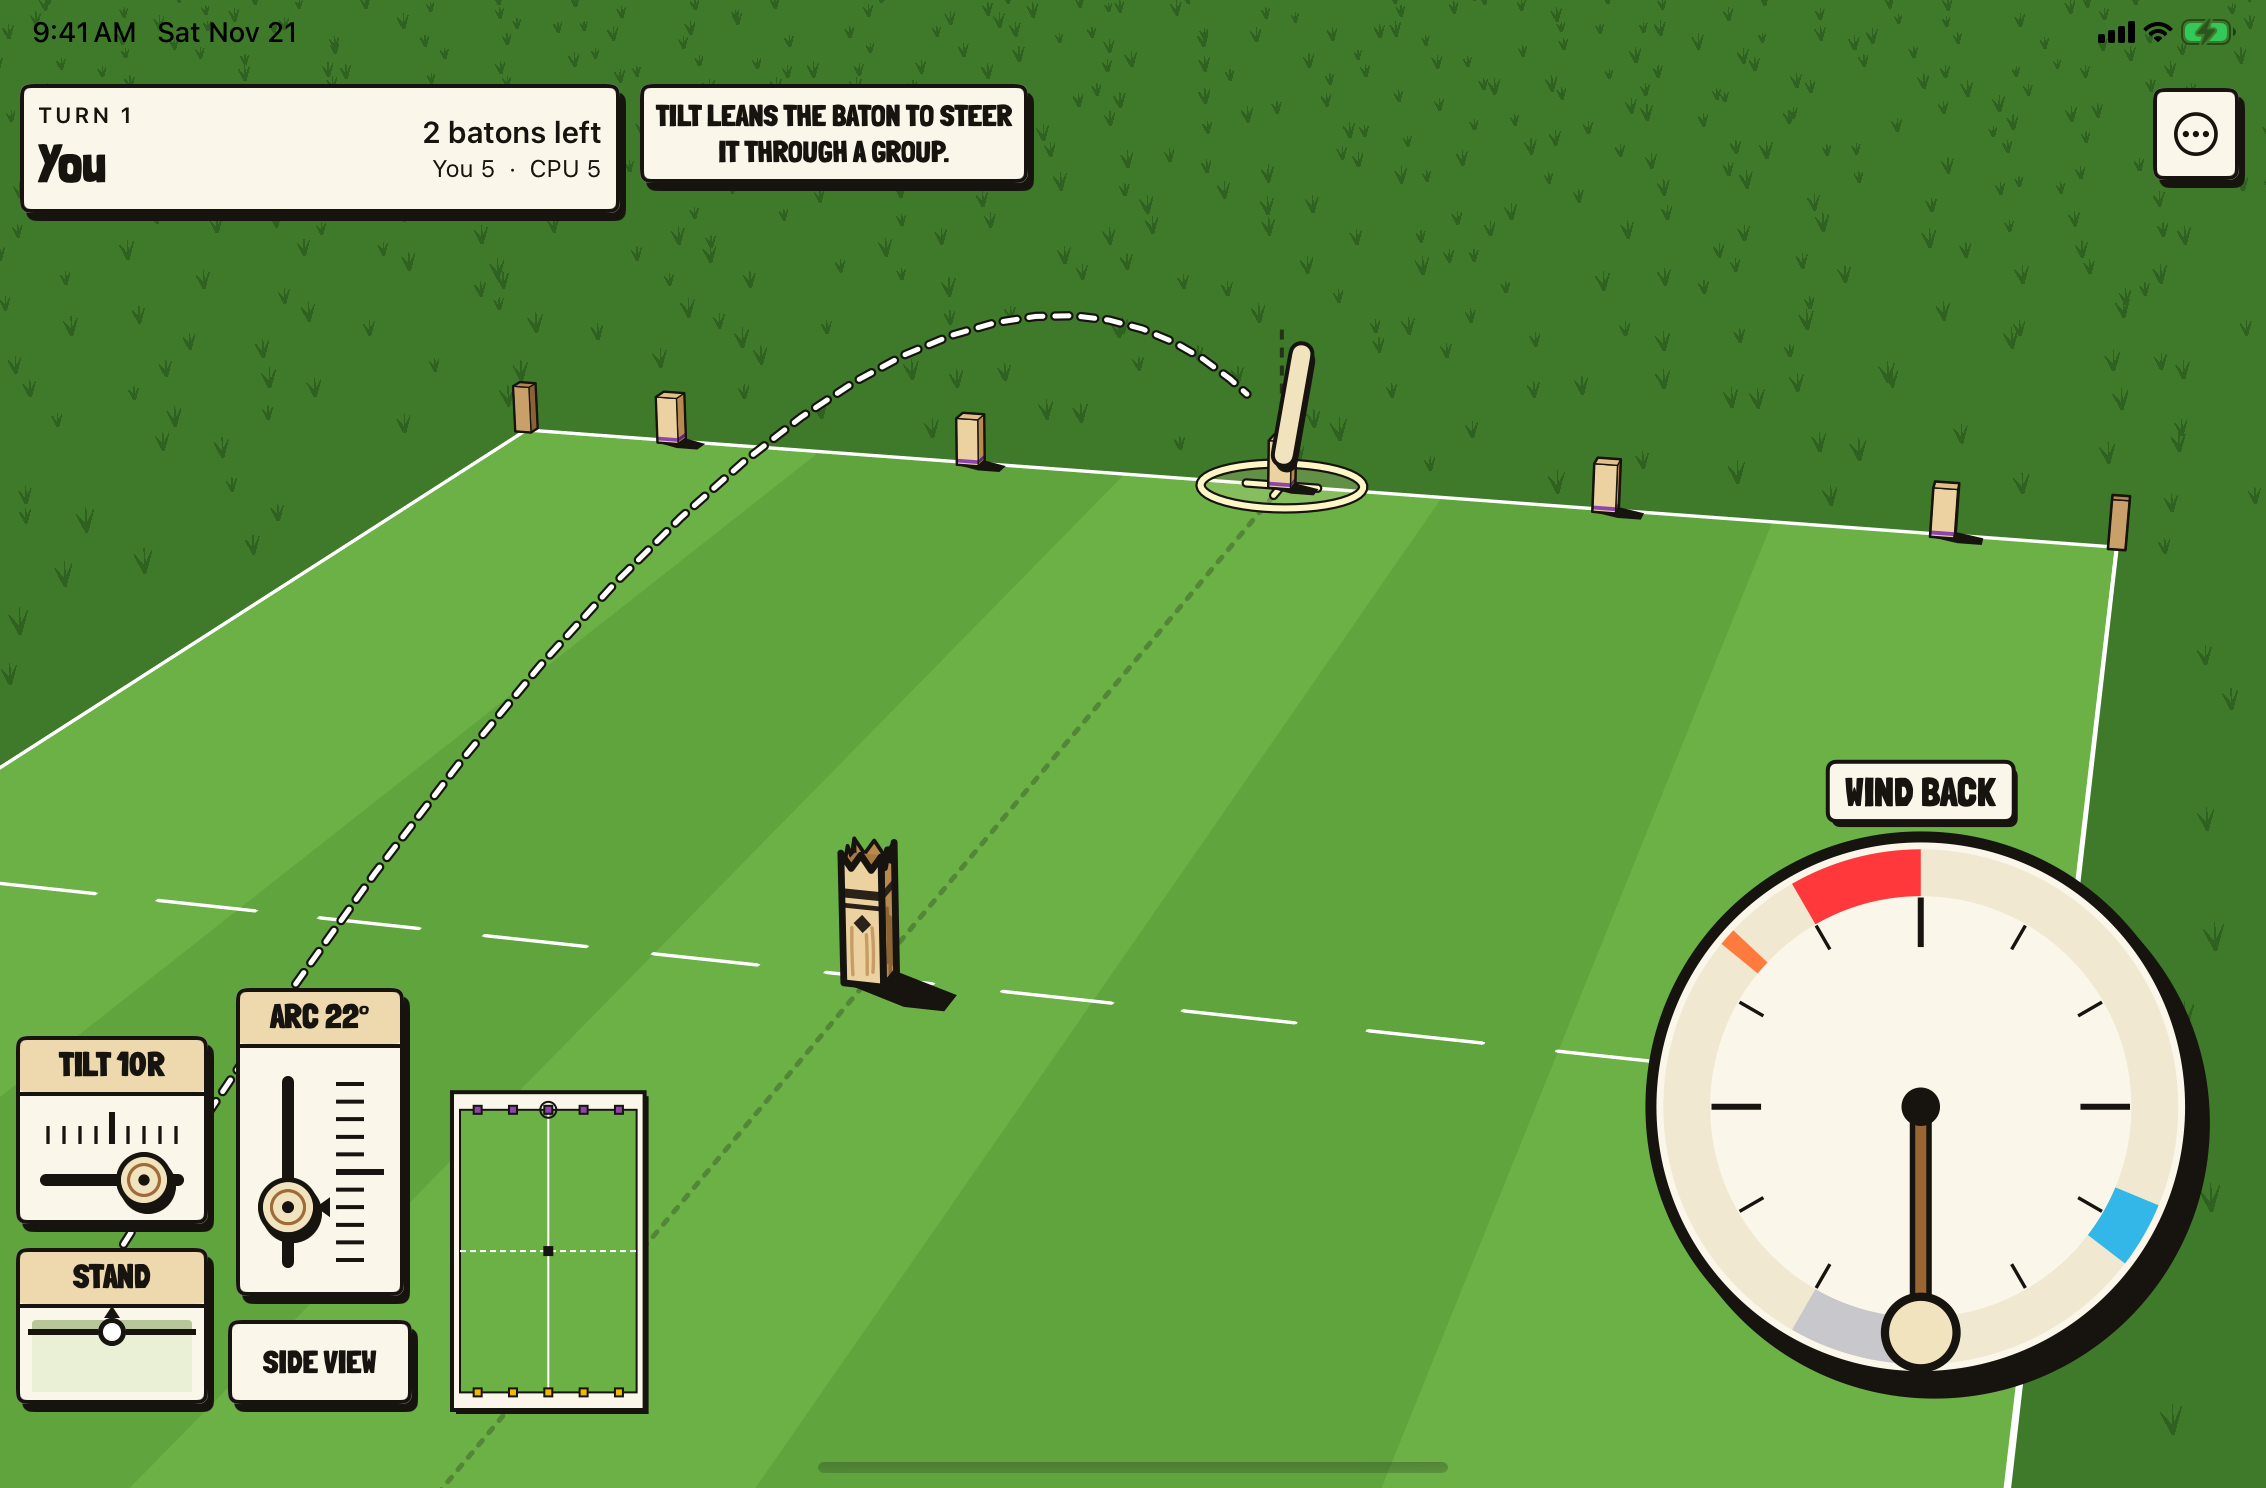 9:41 AM Sat Nov 21
TURN 1
You
2 batons left
You 5 · CPU 5
TILT LEANS THE BATON TO STEER
IT THROUGH A GROUP.
WIND BACK
ARC 22°
TILT 10R
STAND
SIDE VIEW